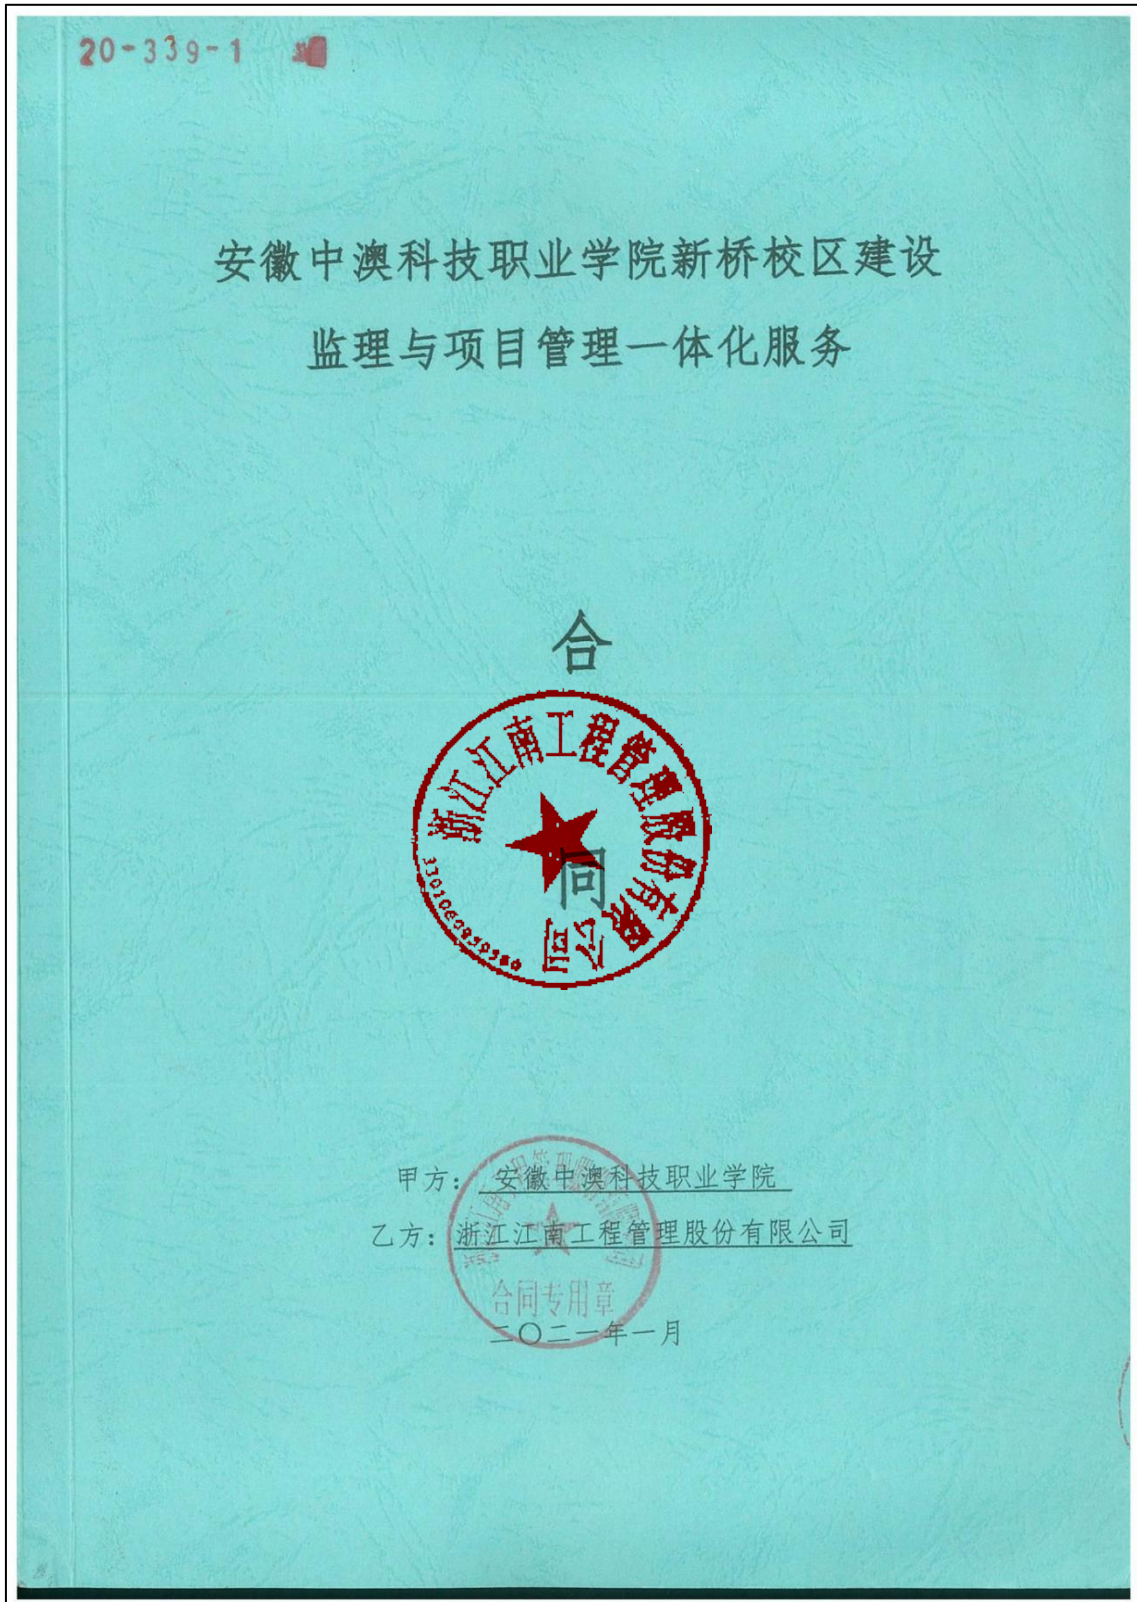 20-339-1
安徽中澳科技职业学院新桥校区建设
监理与项目管理一体化服务
合
同
浙江江南工程管理股份有限公司
甲方：安徽中澳科技职业学院
乙方：浙江江南工程管理股份有限公司
合同专用章
二〇二一年一月